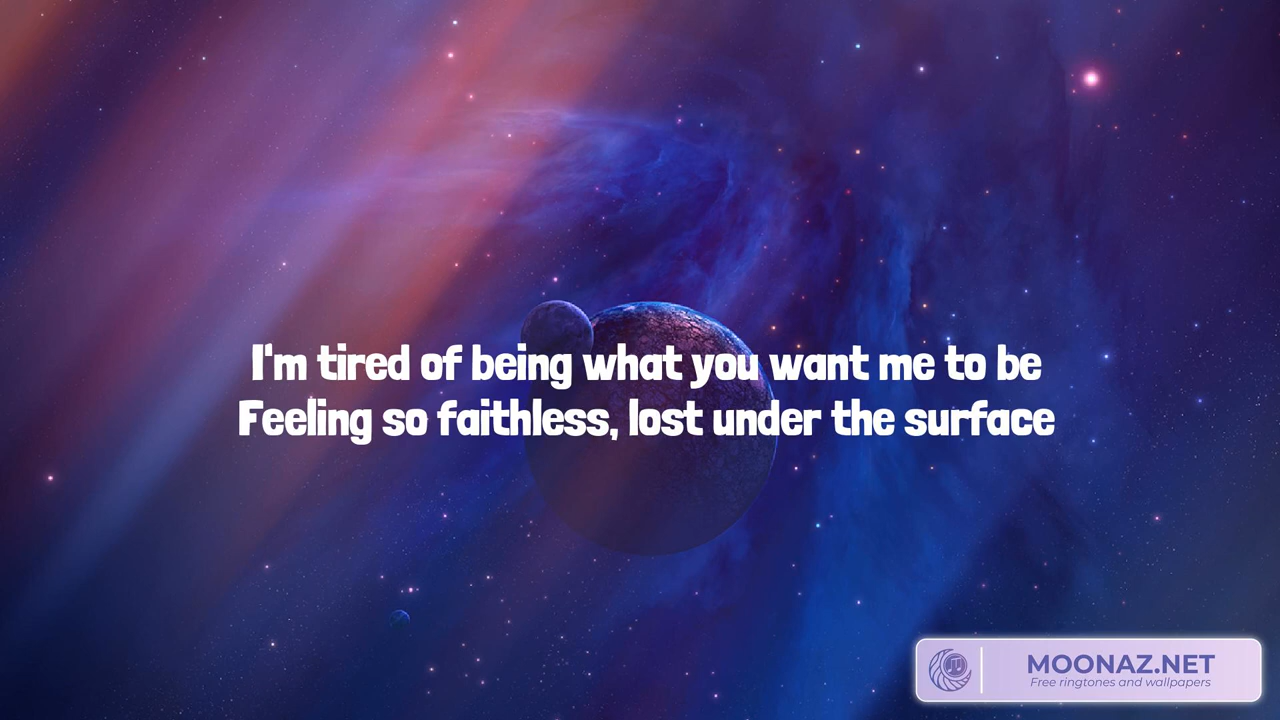 I'm tired of being what you want me to be
Feeling so faithless, lost under the surface
MOONAZ.NET
Free ringtones and wallpapers